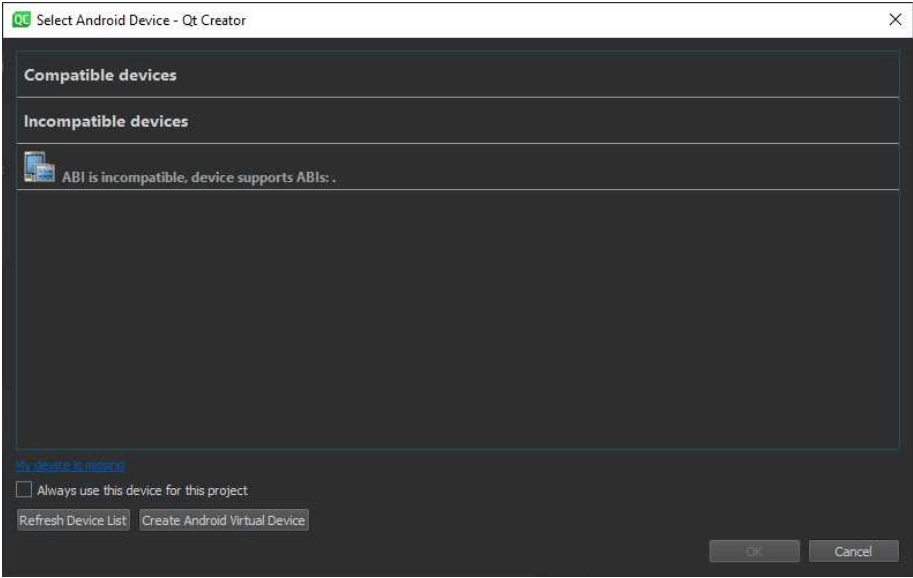 Select Android Device - Qt Creator
Compatible devices
Incompatible devices
ABI is incompatible, device supports ABIs: .
My device is missing
Always use this device for this project
Refresh Device List Create Android Virtual Device
OK Cancel